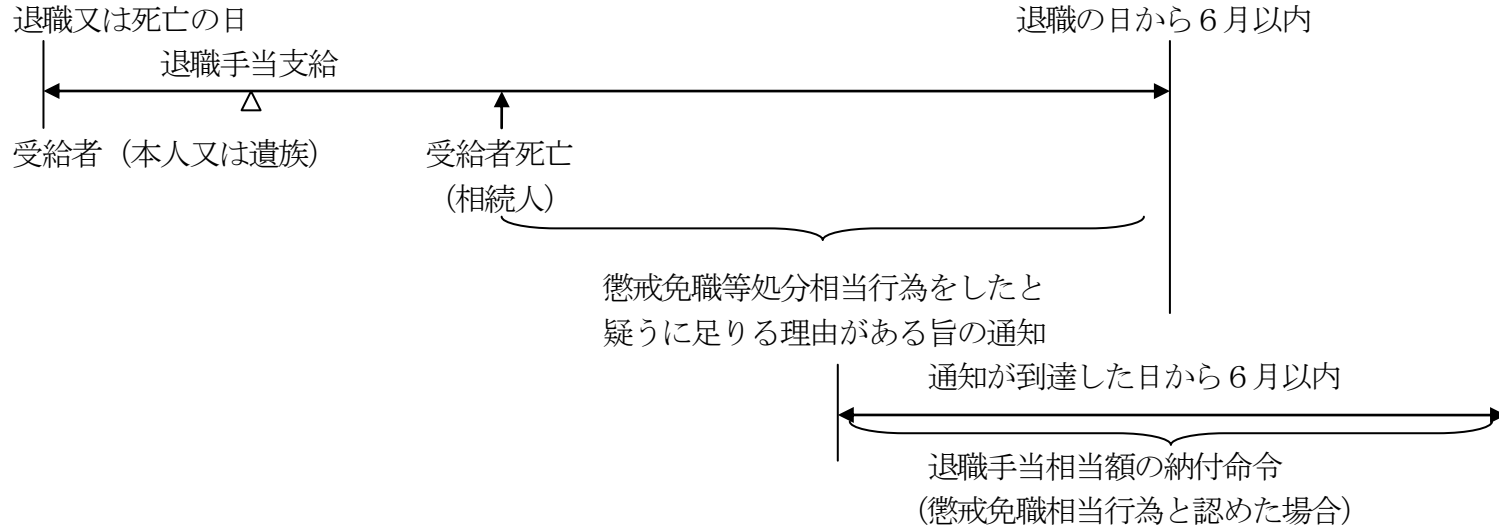 退職又は死亡の日
退職の日から６月以内
退職手当支給
△
受給者（本人又は遺族）
受給者死亡
（相続人）
懲戒免職等処分相当行為をしたと
疑うに足りる理由がある旨の通知
通知が到達した日から６月以内
退職手当相当額の納付命令
（懲戒免職相当行為と認めた場合）